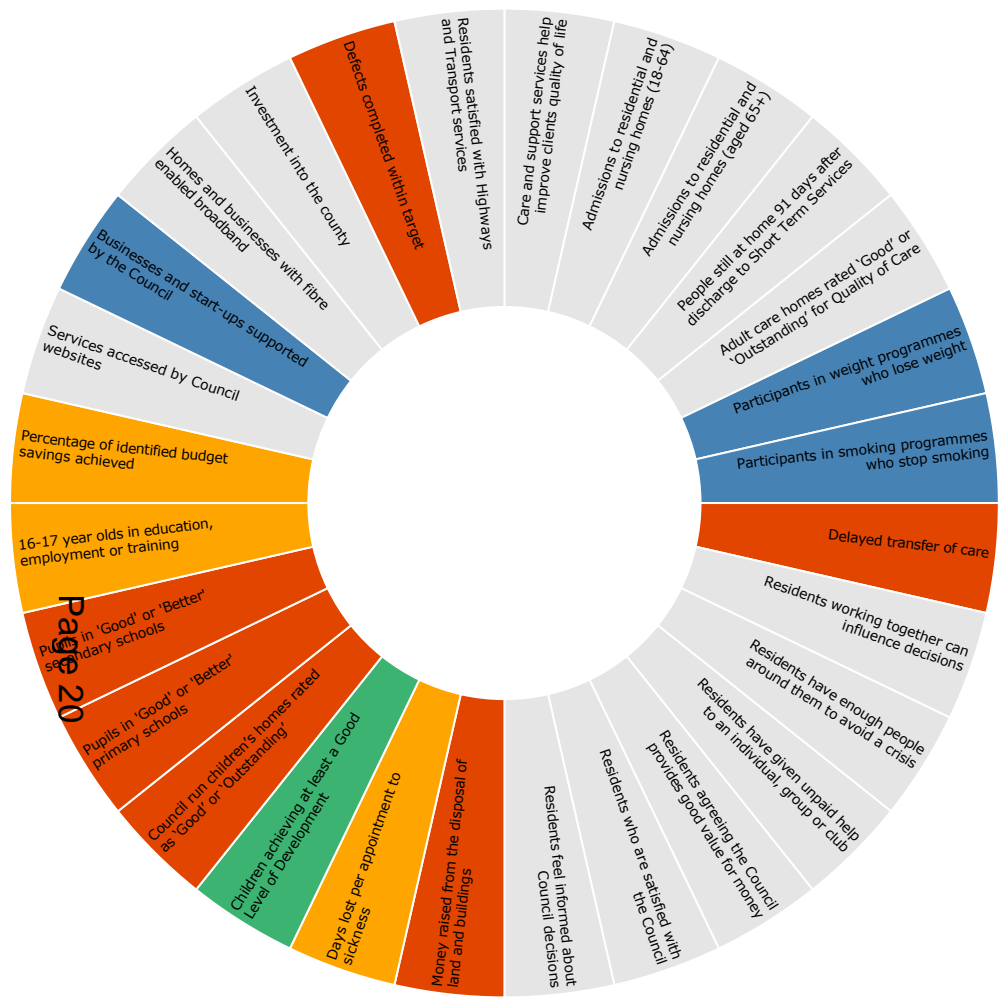 Care and support services help
improve clients quality of life
Admissions to residential and
nursing homes (18-64)
Admissions to residential and
nursing homes (aged 65+)
People still at home 91 days after
discharge to Short Term Services
Adult care homes rated ‘Good’ or
‘Outstanding’ for Quality of Care
Participants in weight programmes
who lose weight
Participants in smoking programmes
who stop smoking
Delayed transfer of care
Residents working together can
influence decisions
Residents have enough people
around them to avoid a crisis
Residents have given unpaid help
to an individual, group or club
Residents agreeing the Council
provides good value for money
Residents who are satisfied with
the Council
Residents feel informed about
Council decisions
Money raised from the disposal of
land and buildings
Days lost per appointment to
sickness
Children achieving at least a Good
Level of Development
Council run children’s homes rated
as ‘Good’ or ‘Outstanding’
Pupils in ‘Good’ or ‘Better’
primary schools
Pupils in ‘Good’ or ‘Better’
secondary schools
16-17 year olds in education,
employment or training
Percentage of identified budget
savings achieved
Services accessed by Council
websites
Businesses and start-ups supported
by the Council
Homes and businesses with fibre
enabled broadband
Investment into the county
Defects completed within target
Residents satisfied with Highways
and Transport services
Page 20